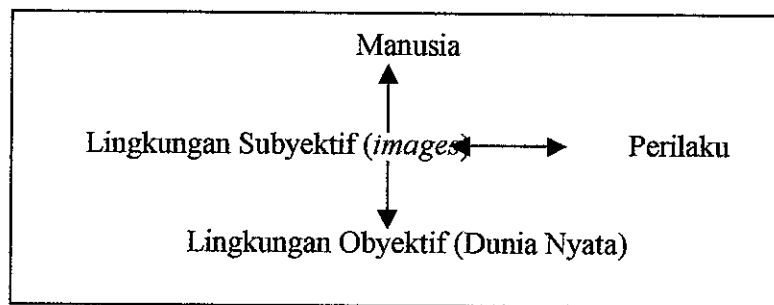 Manusia
Lingkungan Subyektif (images) Perilaku
Lingkungan Obyektif (Dunia Nyata)